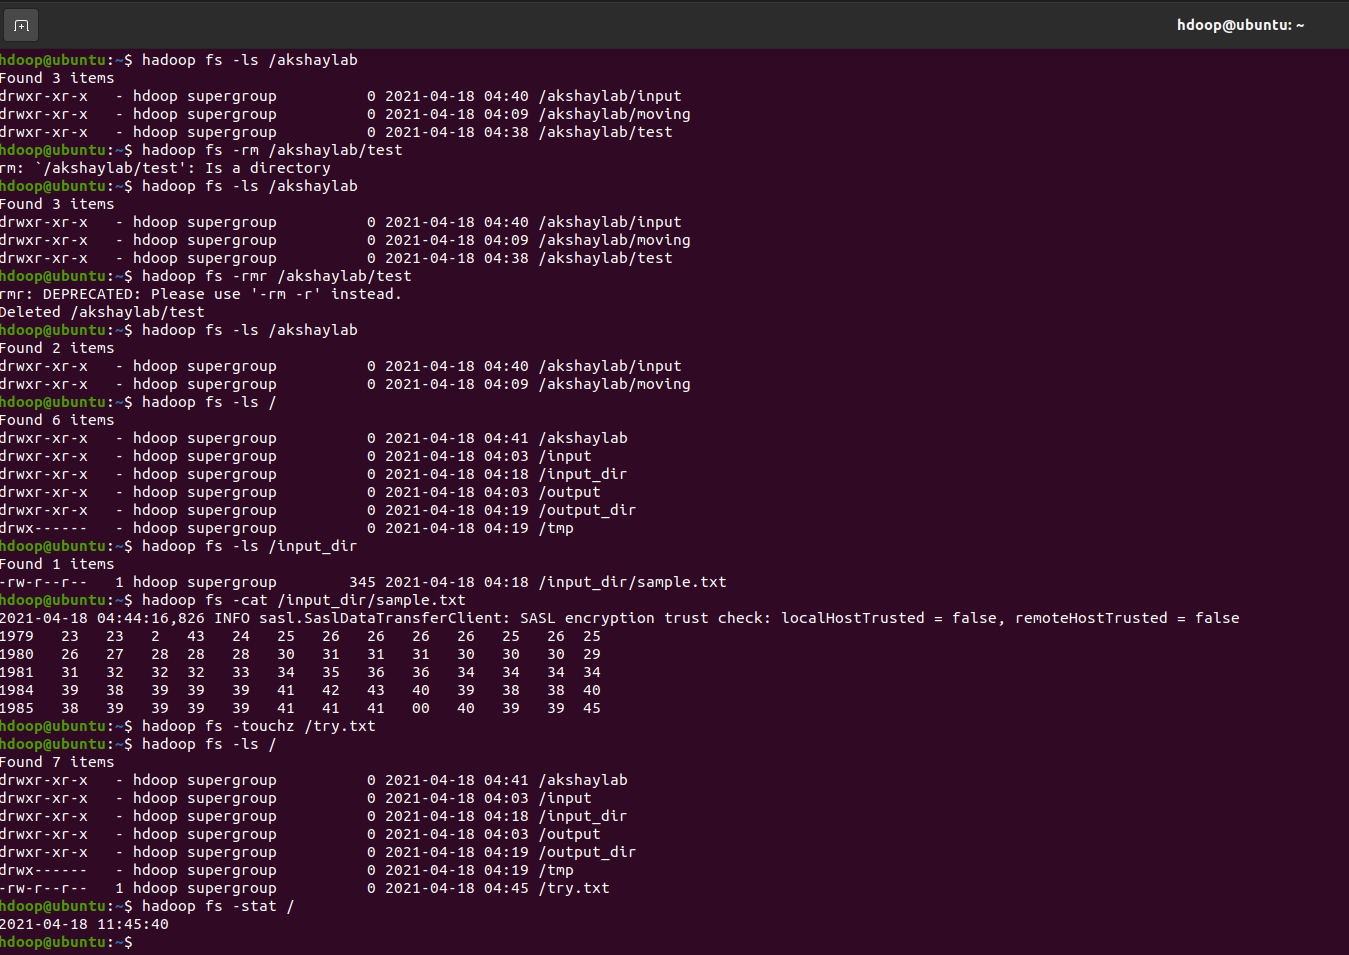 hdoop@ubuntu: ~
hdoop@ubuntu:~$ hadoop fs -ls /akshaylab
Found 3 items
drwxr-xr-x   - hdoop supergroup          0 2021-04-18 04:40 /akshaylab/input
drwxr-xr-x   - hdoop supergroup          0 2021-04-18 04:09 /akshaylab/moving
drwxr-xr-x   - hdoop supergroup          0 2021-04-18 04:38 /akshaylab/test
hdoop@ubuntu:~$ hadoop fs -rm /akshaylab/test
rm: `/akshaylab/test': Is a directory
hdoop@ubuntu:~$ hadoop fs -ls /akshaylab
Found 3 items
drwxr-xr-x   - hdoop supergroup          0 2021-04-18 04:40 /akshaylab/input
drwxr-xr-x   - hdoop supergroup          0 2021-04-18 04:09 /akshaylab/moving
drwxr-xr-x   - hdoop supergroup          0 2021-04-18 04:38 /akshaylab/test
hdoop@ubuntu:~$ hadoop fs -rmr /akshaylab/test
rmr: DEPRECATED: Please use '-rm -r' instead.
Deleted /akshaylab/test
hdoop@ubuntu:~$ hadoop fs -ls /akshaylab
Found 2 items
drwxr-xr-x   - hdoop supergroup          0 2021-04-18 04:40 /akshaylab/input
drwxr-xr-x   - hdoop supergroup          0 2021-04-18 04:09 /akshaylab/moving
hdoop@ubuntu:~$ hadoop fs -ls /
Found 6 items
drwxr-xr-x   - hdoop supergroup          0 2021-04-18 04:41 /akshaylab
drwxr-xr-x   - hdoop supergroup          0 2021-04-18 04:03 /input
drwxr-xr-x   - hdoop supergroup          0 2021-04-18 04:18 /input_dir
drwxr-xr-x   - hdoop supergroup          0 2021-04-18 04:03 /output
drwxr-xr-x   - hdoop supergroup          0 2021-04-18 04:19 /output_dir
drwx------   - hdoop supergroup          0 2021-04-18 04:19 /tmp
hdoop@ubuntu:~$ hadoop fs -ls /input_dir
Found 1 items
-rw-r--r--   1 hdoop supergroup        345 2021-04-18 04:18 /input_dir/sample.txt
hdoop@ubuntu:~$ hadoop fs -cat /input_dir/sample.txt
2021-04-18 04:44:16,826 INFO sasl.SaslDataTransferClient: SASL encryption trust check: localHostTrusted = false, remoteHostTrusted = false
1979   23   23   2   43   24   25   26   26   26   26   25   26  25
1980   26   27   28  28   28   30   31   31   31   30   30   30  29
1981   31   32   32  32   33   34   35   36   36   34   34   34  34
1984   39   38   39  39   39   41   42   43   40   39   38   38  40
1985   38   39   39  39   39   41   41   41   00   40   39   39  45
hdoop@ubuntu:~$ hadoop fs -touchz /try.txt
hdoop@ubuntu:~$ hadoop fs -ls /
Found 7 items
drwxr-xr-x   - hdoop supergroup          0 2021-04-18 04:41 /akshaylab
drwxr-xr-x   - hdoop supergroup          0 2021-04-18 04:03 /input
drwxr-xr-x   - hdoop supergroup          0 2021-04-18 04:18 /input_dir
drwxr-xr-x   - hdoop supergroup          0 2021-04-18 04:03 /output
drwxr-xr-x   - hdoop supergroup          0 2021-04-18 04:19 /output_dir
drwx------   - hdoop supergroup          0 2021-04-18 04:19 /tmp
-rw-r--r--   1 hdoop supergroup          0 2021-04-18 04:45 /try.txt
hdoop@ubuntu:~$ hadoop fs -stat /
2021-04-18 11:45:40
hdoop@ubuntu:~$